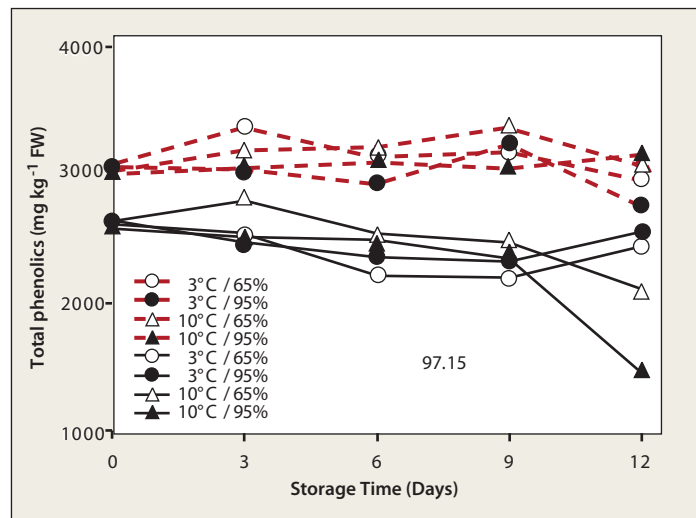 4000
3000
2000
1000
Total phenolics (mg kg⁻¹ FW)
3°C / 65%
3°C / 95%
10°C / 65%
10°C / 95%
3°C / 65%
3°C / 95%
10°C / 65%
10°C / 95%
97.15
0 3 6 9 12
Storage Time (Days)